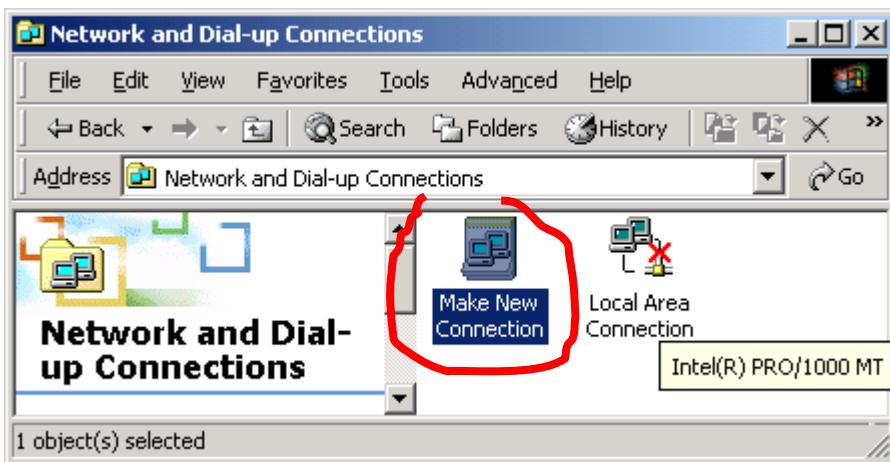 Network and Dial-up Connections
File Edit View Favorites Tools Advanced Help
Back Search Folders History »
Address Network and Dial-up Connections Go
Network and Dial-
up Connections
Make New
Connection
Local Area
Connection
Intel(R) PRO/1000 MT
1 object(s) selected